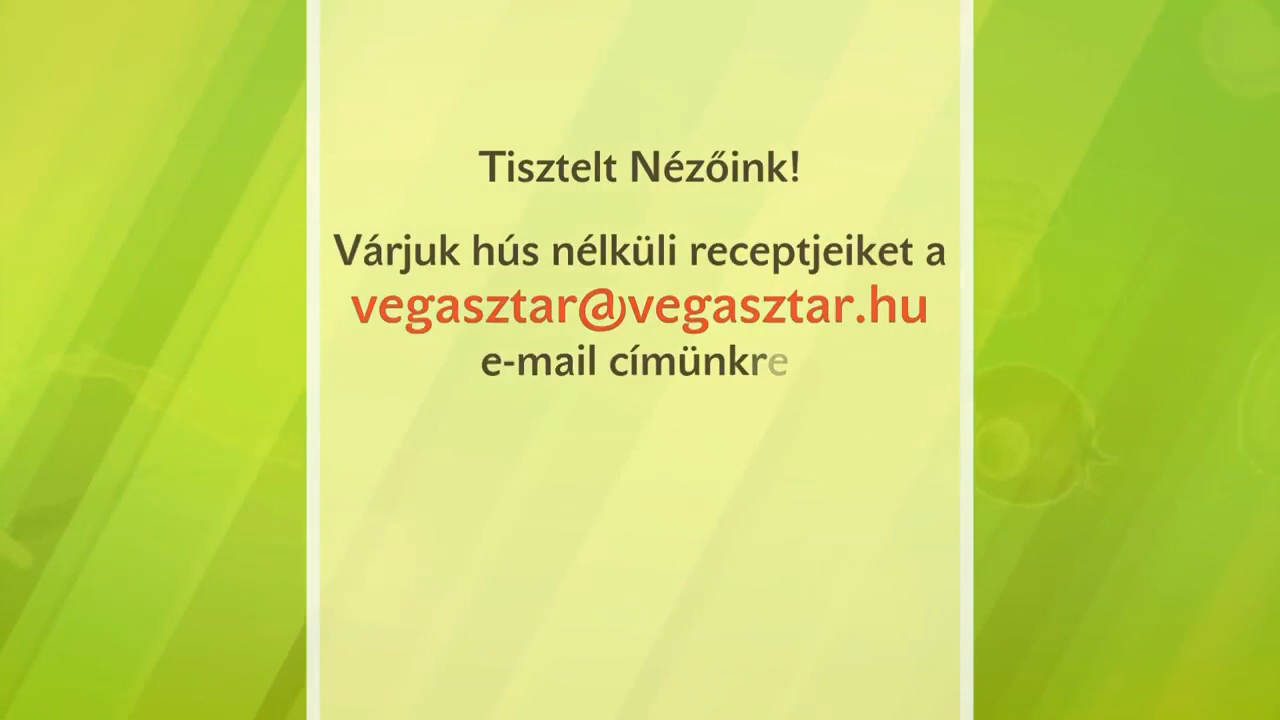 Tisztelt Nézőink!
Várjuk hús nélküli receptjeiket a
vegasztar@vegasztar.hu
e-mail címünkre